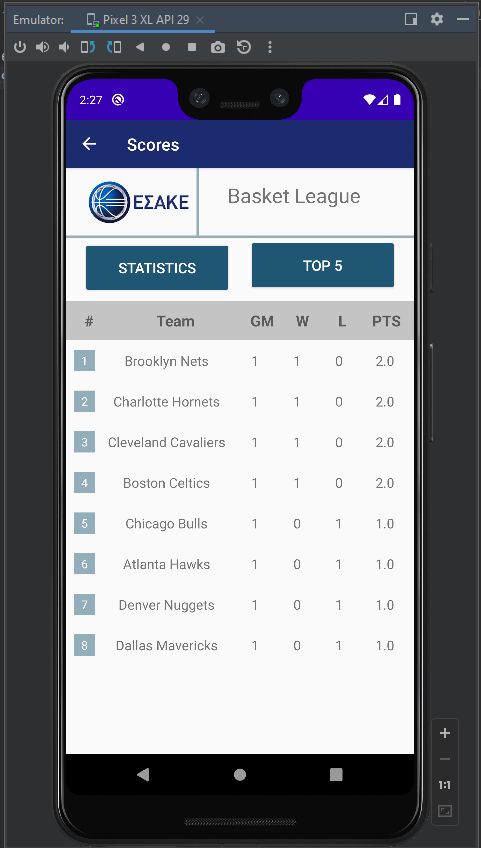 Emulator: Pixel 3 XL API 29
2:27
Scores
ΕΣΑΚΕ Basket League
STATISTICS TOP 5
# Team GM W L PTS
1 Brooklyn Nets 1 1 0 2.0
2 Charlotte Hornets 1 1 0 2.0
3 Cleveland Cavaliers 1 1 0 2.0
4 Boston Celtics 1 1 0 2.0
5 Chicago Bulls 1 0 1 1.0
6 Atlanta Hawks 1 0 1 1.0
7 Denver Nuggets 1 0 1 1.0
8 Dallas Mavericks 1 0 1 1.0
1:1